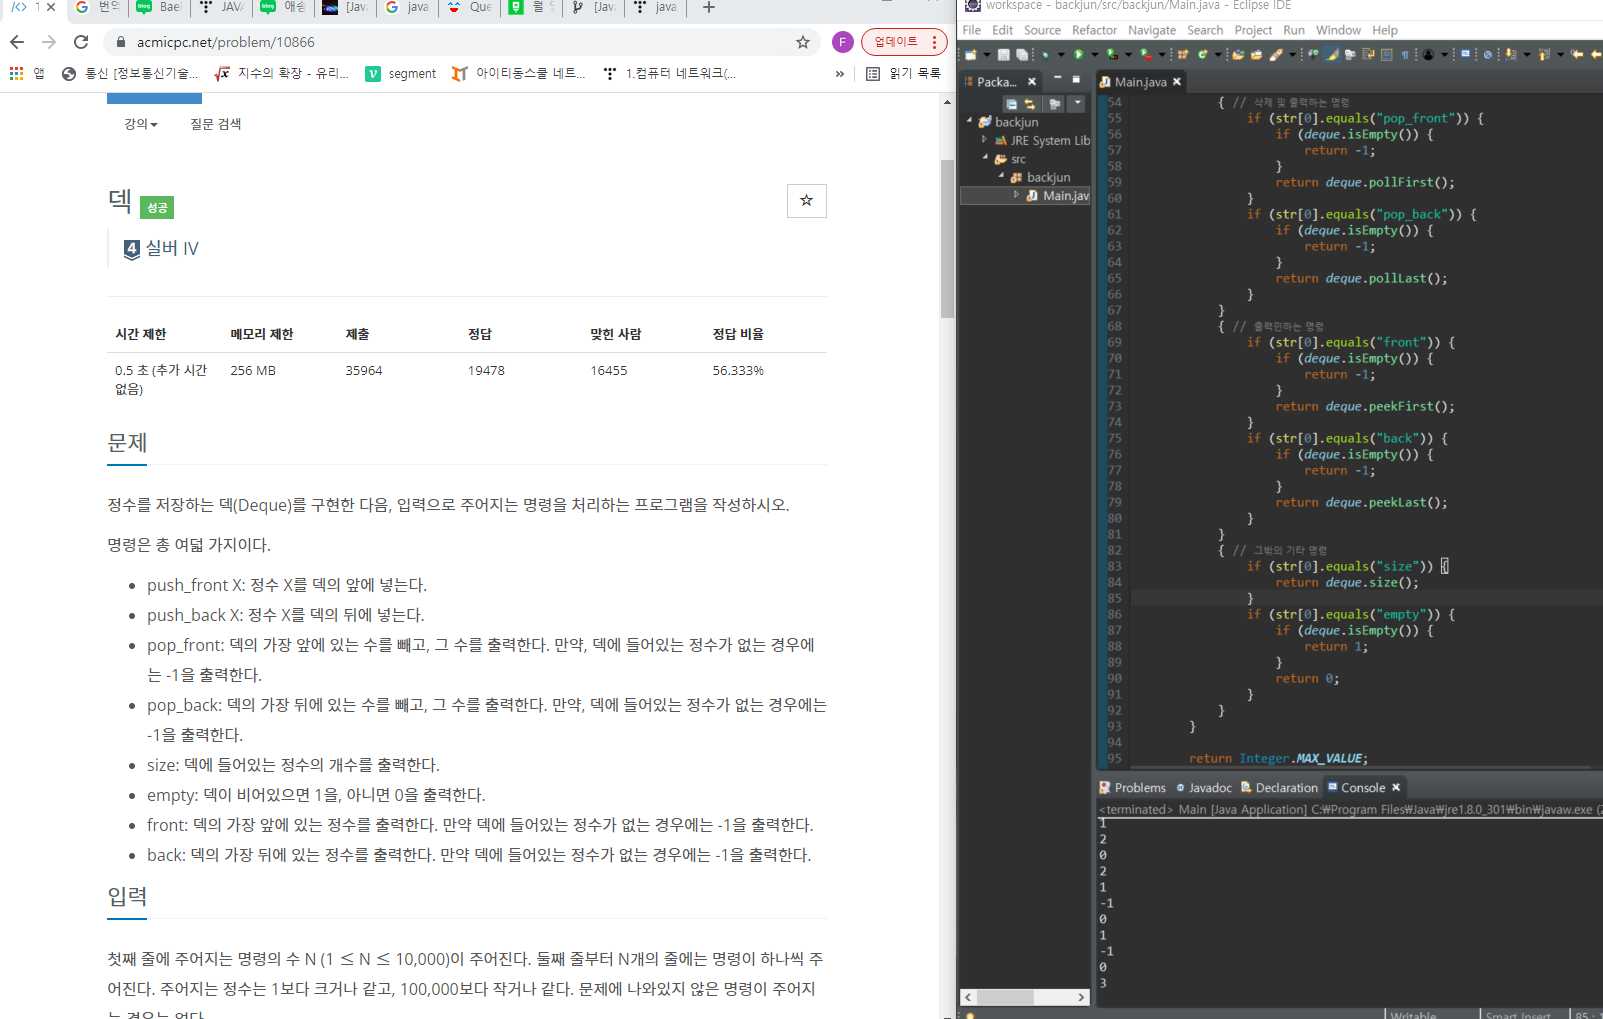 번역
Bael
JAVA
애송
[Java
java
Que
월 9
[Java
java
acmicpc.net/problem/10866
F
업데이트
앱
통신 [정보통신기술...
지수의 확장 - 유리...
segment
아이티동스쿨 네트...
1.컴퓨터 네트워크(...
»
읽기 목록
강의
질문 검색
덱 성공
☆
4 실버 IV
시간 제한 메모리 제한 제출 정답 맞힌 사람 정답 비율
0.5 초 (추가 시간 없음) 256 MB 35964 19478 16455 56.333%
문제
정수를 저장하는 덱(Deque)를 구현한 다음, 입력으로 주어지는 명령을 처리하는 프로그램을 작성하시오.
명령은 총 여덟 가지이다.
push_front X: 정수 X를 덱의 앞에 넣는다.
push_back X: 정수 X를 덱의 뒤에 넣는다.
pop_front: 덱의 가장 앞에 있는 수를 빼고, 그 수를 출력한다. 만약, 덱에 들어있는 정수가 없는 경우에
는 -1을 출력한다.
pop_back: 덱의 가장 뒤에 있는 수를 빼고, 그 수를 출력한다. 만약, 덱에 들어있는 정수가 없는 경우에는
-1을 출력한다.
size: 덱에 들어있는 정수의 개수를 출력한다.
empty: 덱이 비어있으면 1을, 아니면 0을 출력한다.
front: 덱의 가장 앞에 있는 정수를 출력한다. 만약 덱에 들어있는 정수가 없는 경우에는 -1을 출력한다.
back: 덱의 가장 뒤에 있는 정수를 출력한다. 만약 덱에 들어있는 정수가 없는 경우에는 -1을 출력한다.
입력
첫째 줄에 주어지는 명령의 수 N (1 ≤ N ≤ 10,000)이 주어진다. 둘째 줄부터 N개의 줄에는 명령이 하나씩 주
어진다. 주어지는 정수는 1보다 크거나 같고, 100,000보다 작거나 같다. 문제에 나와있지 않은 명령이 주어지
는 경우는 없다.
workspace - backjun/src/backjun/Main.java - Eclipse IDE
File Edit Source Refactor Navigate Search Project Run Window Help
Packa...
backjun
JRE System Lib
src
backjun
Main.jav
Main.java
54 { // 삭제 및 출력하는 명령
55 if (str[0].equals("pop_front")) {
56 if (deque.isEmpty()) {
57 return -1;
58 }
59 return deque.pollFirst();
60 }
61 if (str[0].equals("pop_back")) {
62 if (deque.isEmpty()) {
63 return -1;
64 }
65 return deque.pollLast();
66 }
67 }
68 { // 출력만하는 명령
69 if (str[0].equals("front")) {
70 if (deque.isEmpty()) {
71 return -1;
72 }
73 return deque.peekFirst();
74 }
75 if (str[0].equals("back")) {
76 if (deque.isEmpty()) {
77 return -1;
78 }
79 return deque.peekLast();
80 }
81 }
82 { // 그밖의 기타 명령
83 if (str[0].equals("size")) {
84 return deque.size();
85 }
86 if (str[0].equals("empty")) {
87 if (deque.isEmpty()) {
88 return 1;
89 }
90 return 0;
91 }
92 }
93 }
94
95 return Integer.MAX_VALUE;
Problems Javadoc Declaration Console
<terminated> Main [Java Application] C:₩Program Files₩Java₩jre1.8.0_301₩bin₩javaw.exe (2
1
2
0
2
1
-1
0
1
-1
0
3
Writable
Smart Insert
85 : 1